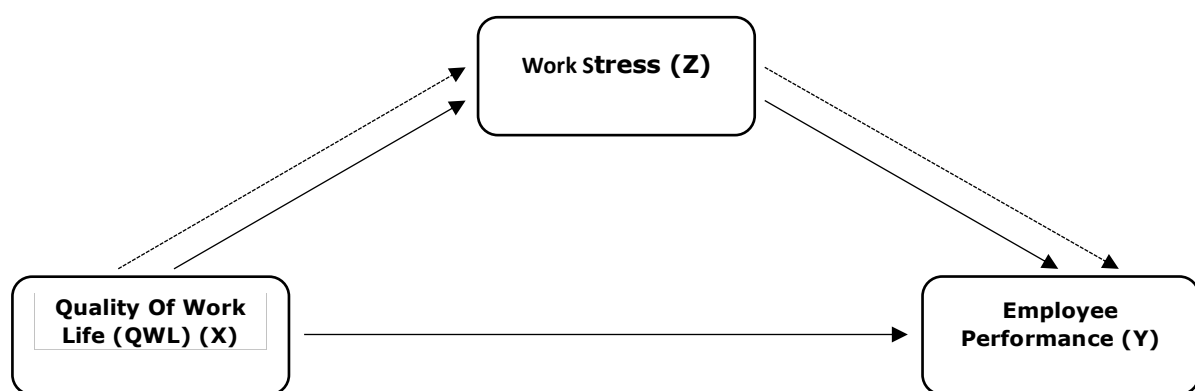 Work Stress (Z)
Quality Of Work
Life (QWL) (X)
Employee
Performance (Y)